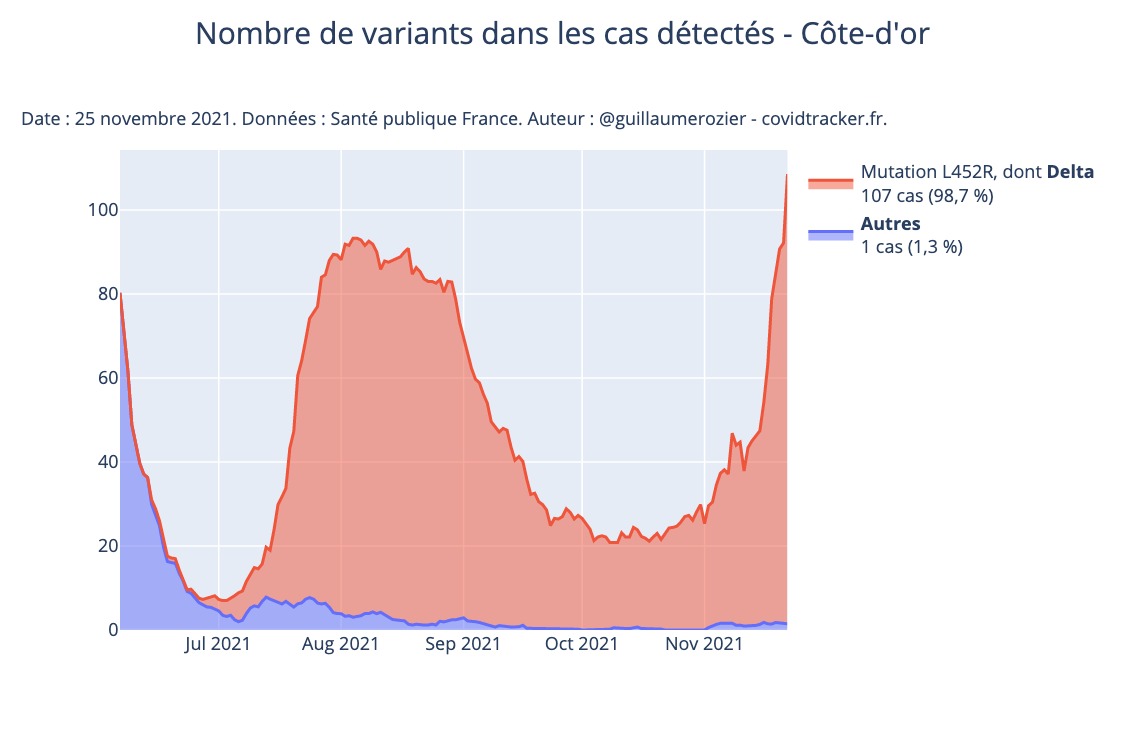 Nombre de variants dans les cas détectés - Côte-d'or
Date : 25 novembre 2021. Données : Santé publique France. Auteur : @guillaumerozier - covidtracker.fr.
Mutation L452R, dont Delta
107 cas (98,7 %)
Autres
1 cas (1,3 %)
100
80
60
40
20
0
Jul 2021 Aug 2021 Sep 2021 Oct 2021 Nov 2021